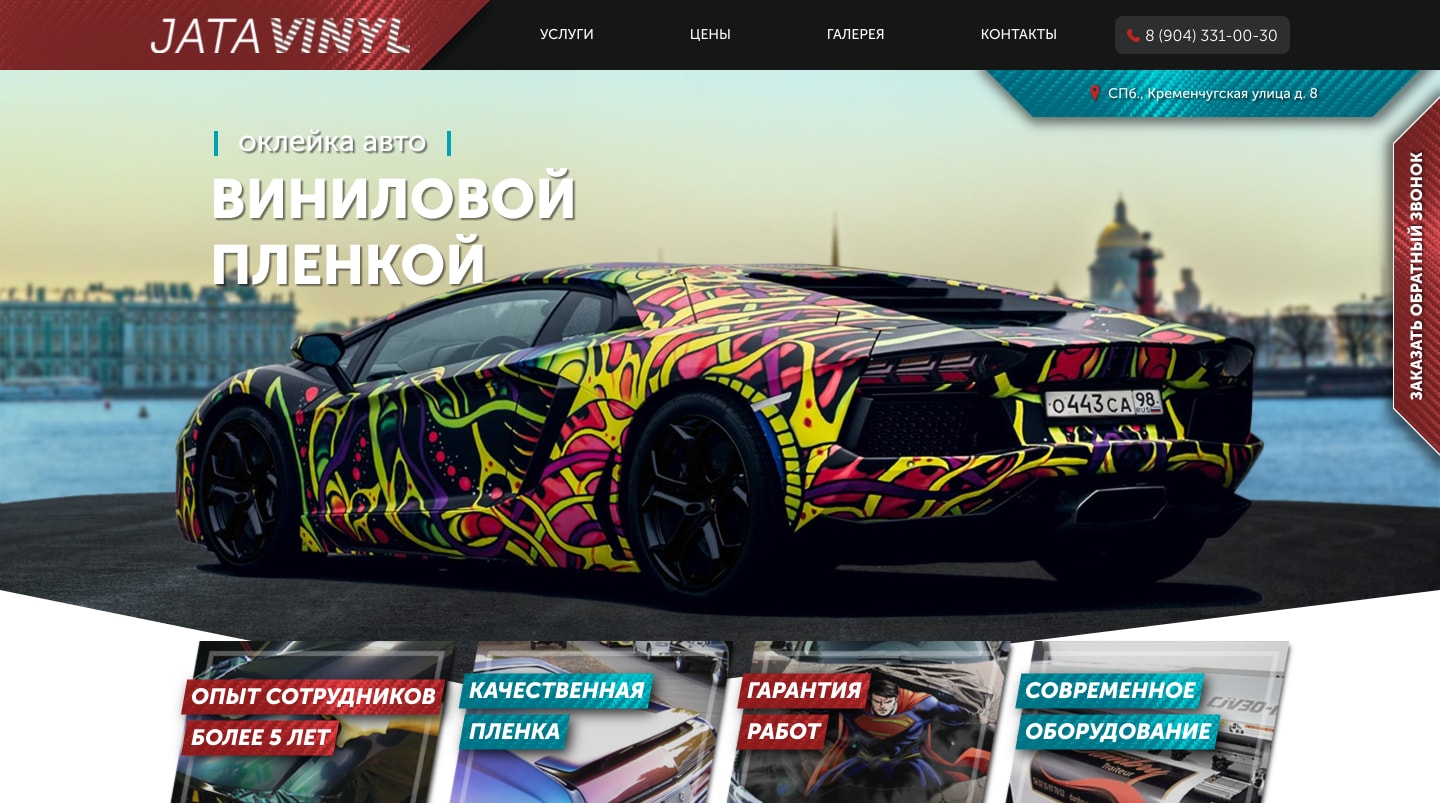 JATA VINYL
УСЛУГИ
ЦЕНЫ
ГАЛЕРЕЯ
КОНТАКТЫ
8 (904) 331-00-30
СПб., Кременчугская улица д. 8
оклейка авто
ВИНИЛОВОЙ
ПЛЕНКОЙ
ЗАКАЗАТЬ ОБРАТНЫЙ ЗВОНОК
О443СА 98
RUS
ОПЫТ СОТРУДНИКОВ
БОЛЕЕ 5 ЛЕТ
КАЧЕСТВЕННАЯ
ПЛЕНКА
ГАРАНТИЯ
РАБОТ
СОВРЕМЕННОЕ
ОБОРУДОВАНИЕ
Traiteur